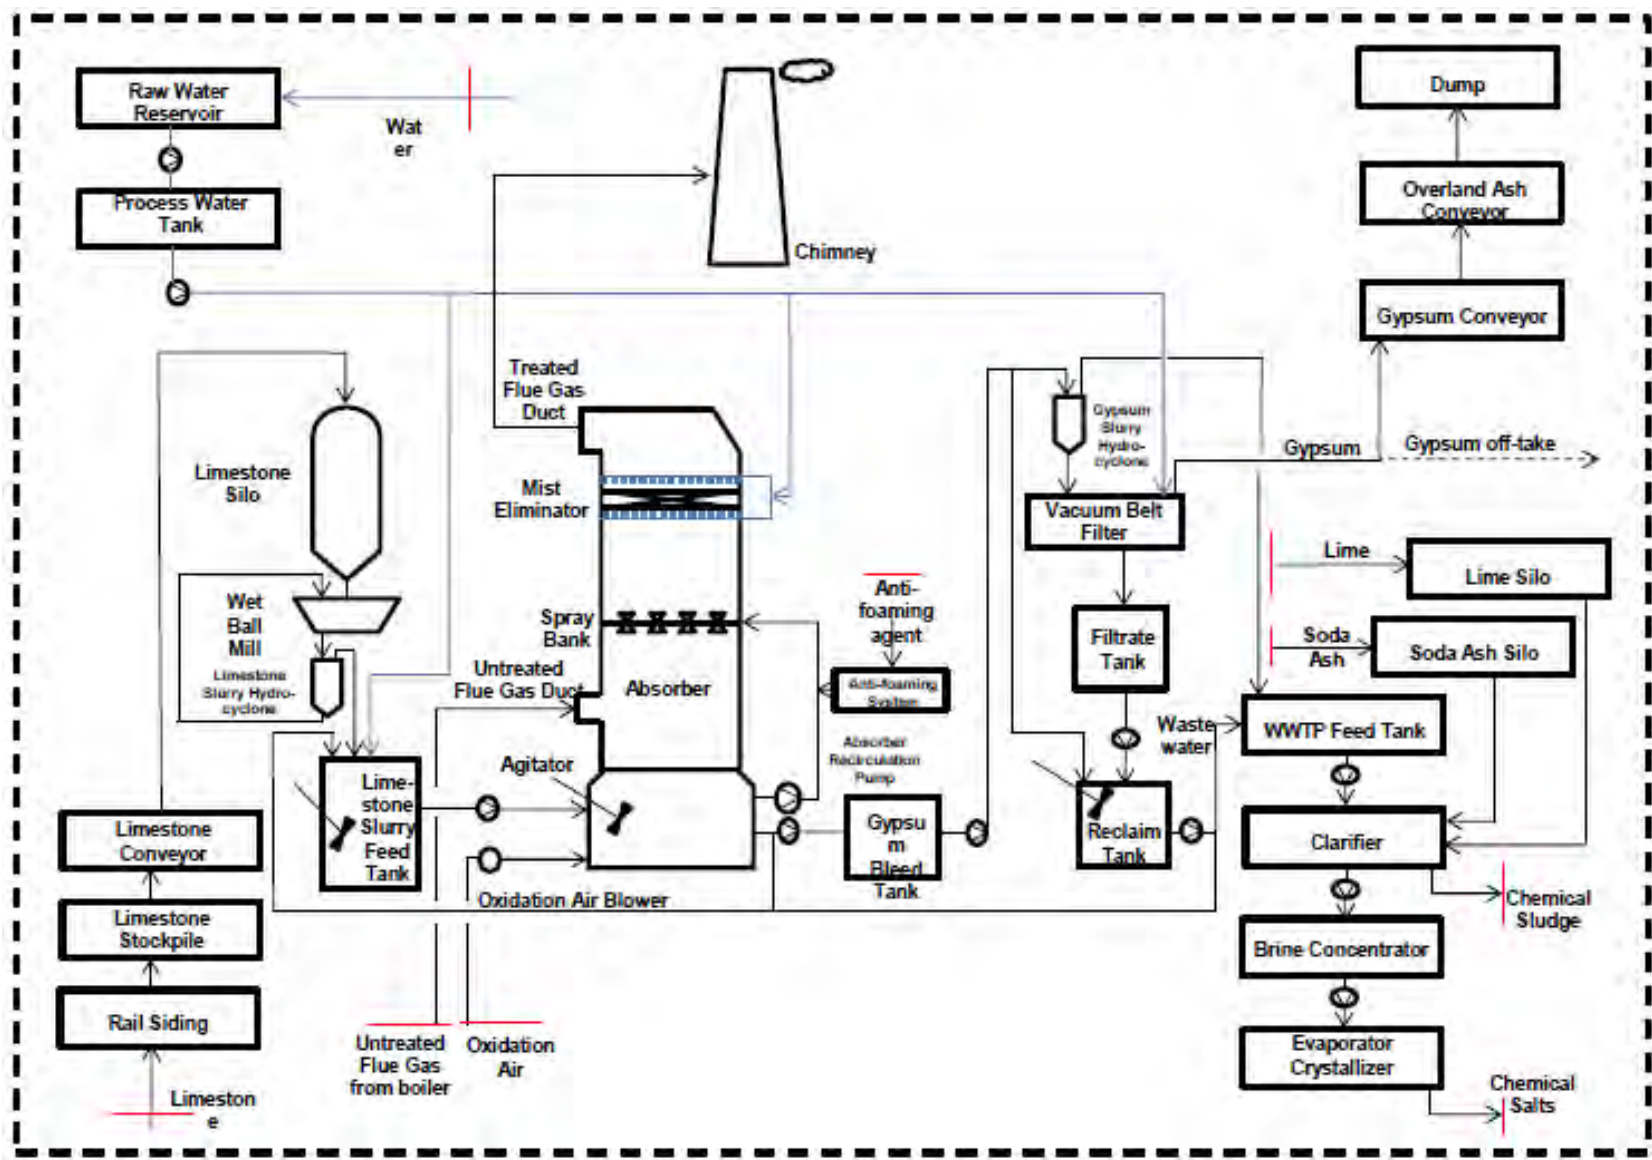 Raw Water
Reservoir
Wat
er
Process Water
Tank
Chimney
Dump
Overland Ash
Conveyor
Gypsum Conveyor
Treated
Flue Gas
Duct
Limestone
Silo
Mist
Eliminator
Gypsum
Slurry
Hydro-
cyclone
Gypsum
Gypsum off-take
Vacuum Belt
Filter
Lime
Lime Silo
Wet
Ball
Mill
Spray
Bank
Anti-
foaming
agent
Filtrate
Tank
Soda
Ash
Soda Ash Silo
Limestone
Slurry Hydro-
cyclone
Untreated
Flue Gas Duct
Absorber
Anti-foaming
System
Waste
water
WWTP Feed Tank
Agitator
Absorber
Recirculation
Pump
Lime-
stone
Slurry
Feed
Tank
Limestone
Conveyor
Gypsu
m
Bleed
Tank
Reclaim
Tank
Clarifier
Oxidation Air Blower
Chemical
Sludge
Limestone
Stockpile
Brine Concentrator
Rail Siding
Untreated
Flue Gas
from boiler
Oxidation
Air
Evaporator
Crystallizer
Limeston
e
Chemical
Salts